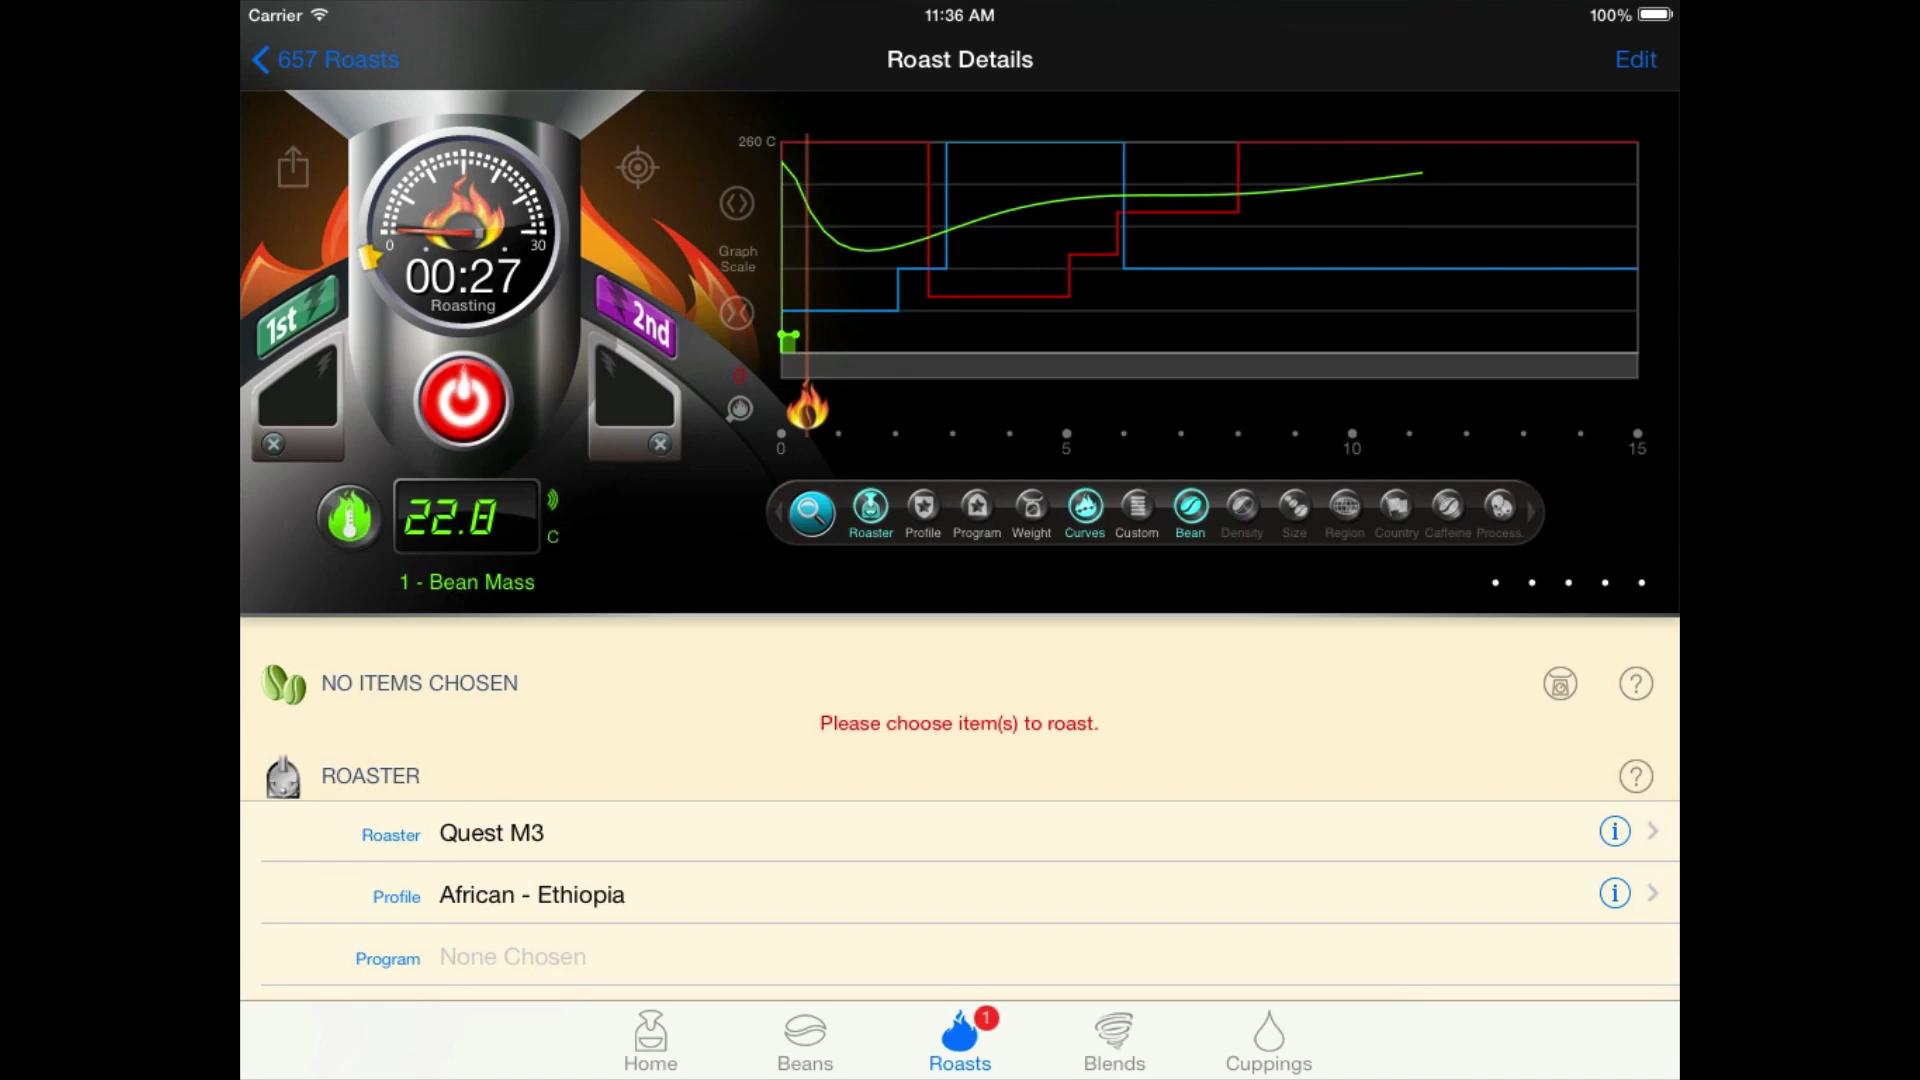 Carrier
11:36 AM
100%
657 Roasts
Roast Details
Edit
260 C
0
30
00:27
Roasting
1st
2nd
Graph
Scale
0
0
5
10
15
22.8
C
1 - Bean Mass
Roaster
Profile
Program
Weight
Curves
Custom
Bean
Density
Size
Region
Country
Caffeine
Process.
NO ITEMS CHOSEN
?
Please choose item(s) to roast.
ROASTER
?
Roaster
Quest M3
i
Profile
African - Ethiopia
i
Program
None Chosen
1
Home
Beans
Roasts
Blends
Cuppings